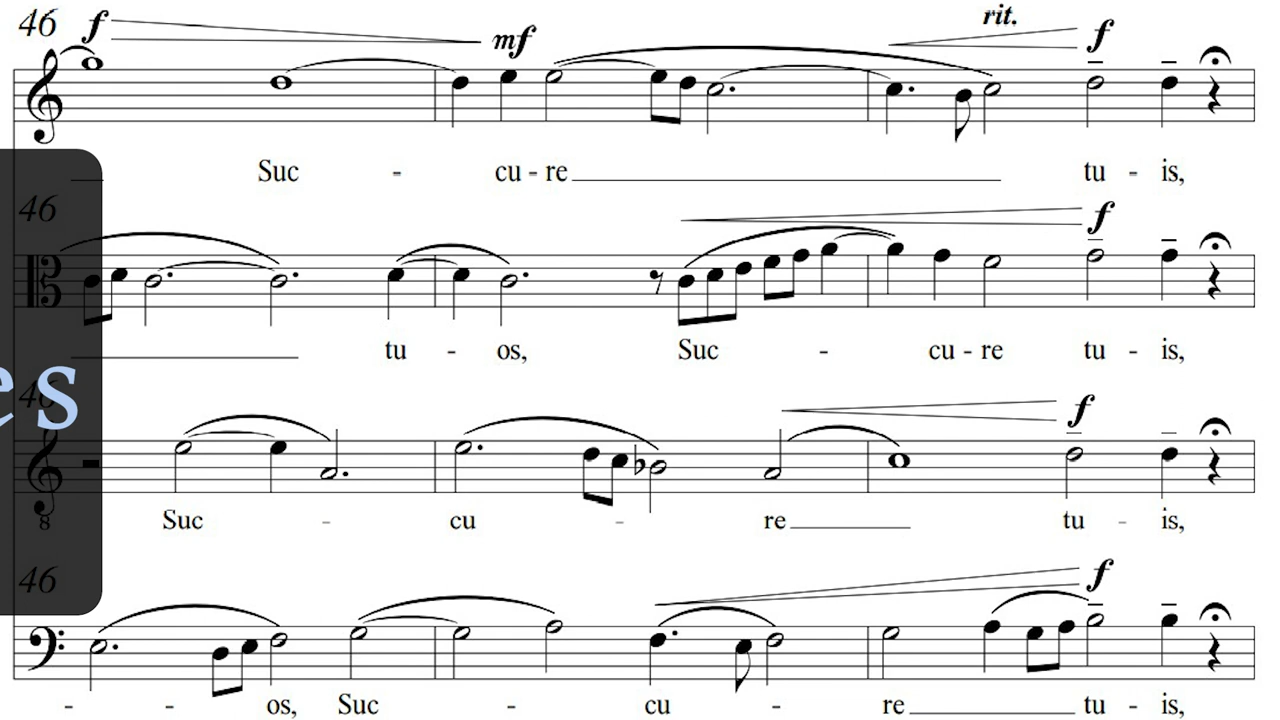 46 f mf rit. f
Suc - cu - re tu - is,
46 f
tu - os, Suc - cu - re tu - is,
es
46 f
8
Suc - cu - re tu - is,
46 f
- - os, Suc - cu - re tu - is,